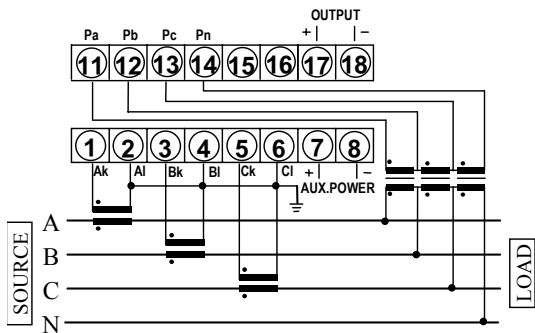 OUTPUT
+ | | −
Pa Pb Pc Pn
11 12 13 14 15 16 17 18
1 2 3 4 5 6 7 8
Ak Al Bk Bl Ck Cl + | | −
AUX.POWER
SOURCE
A
B
C
N
LOAD